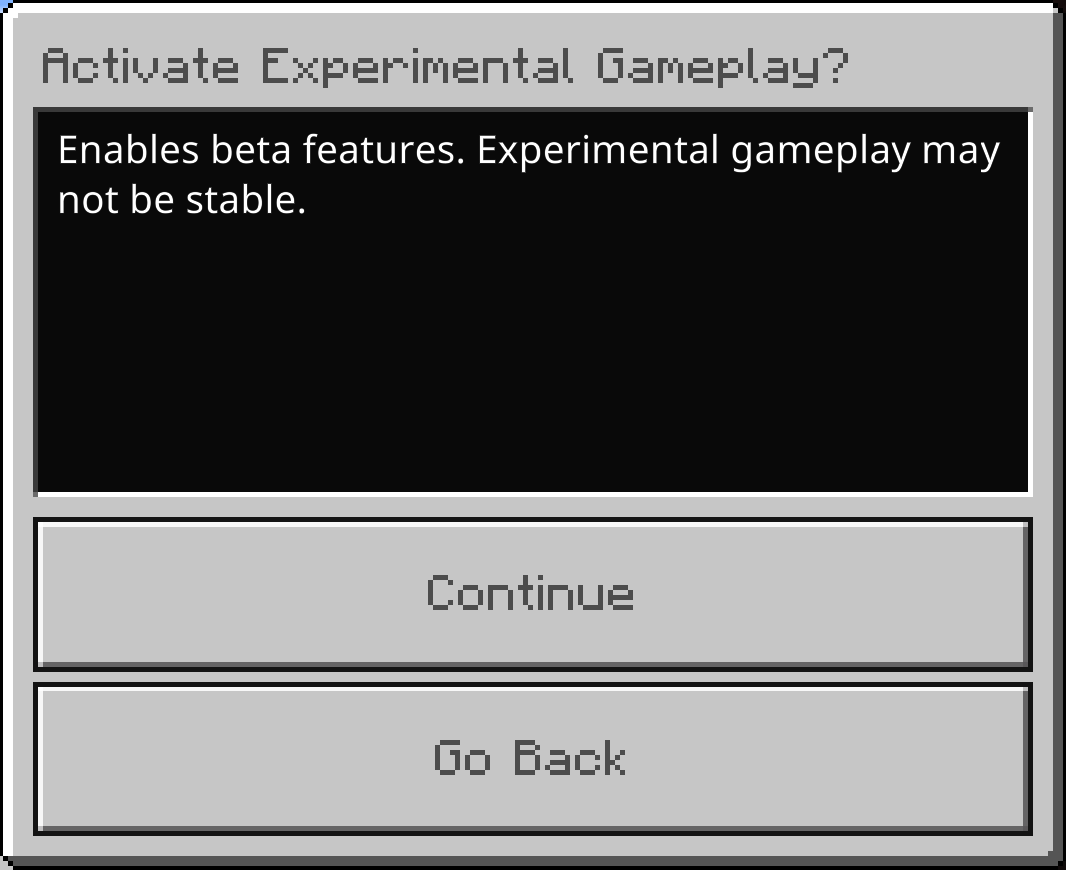 Activate Experimental Gameplay?
Enables beta features. Experimental gameplay may
not be stable.
Continue
Go Back